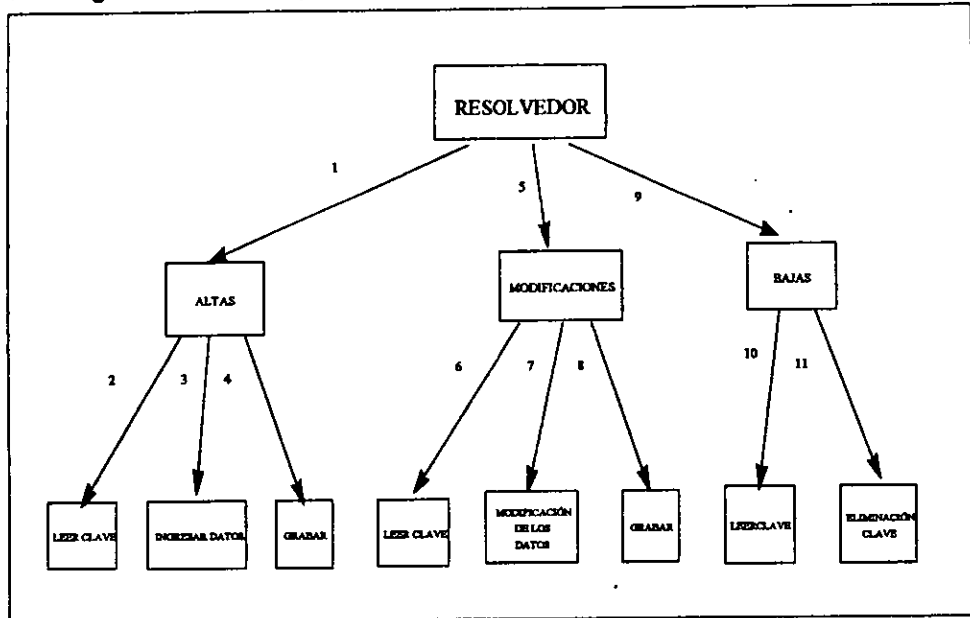 RESOLVEDOR
1
5
9
ALTAS
MODIFICACIONES
BAJAS
2
3
4
6
7
8
10
11
LEER CLAVE
INGRESAR DATOS
GRABAR
LEER CLAVE
MODIFICACIÓN
DE LOS
DATOS
GRABAR
LEERCLAVE
ELIMINACIÓN
CLAVE